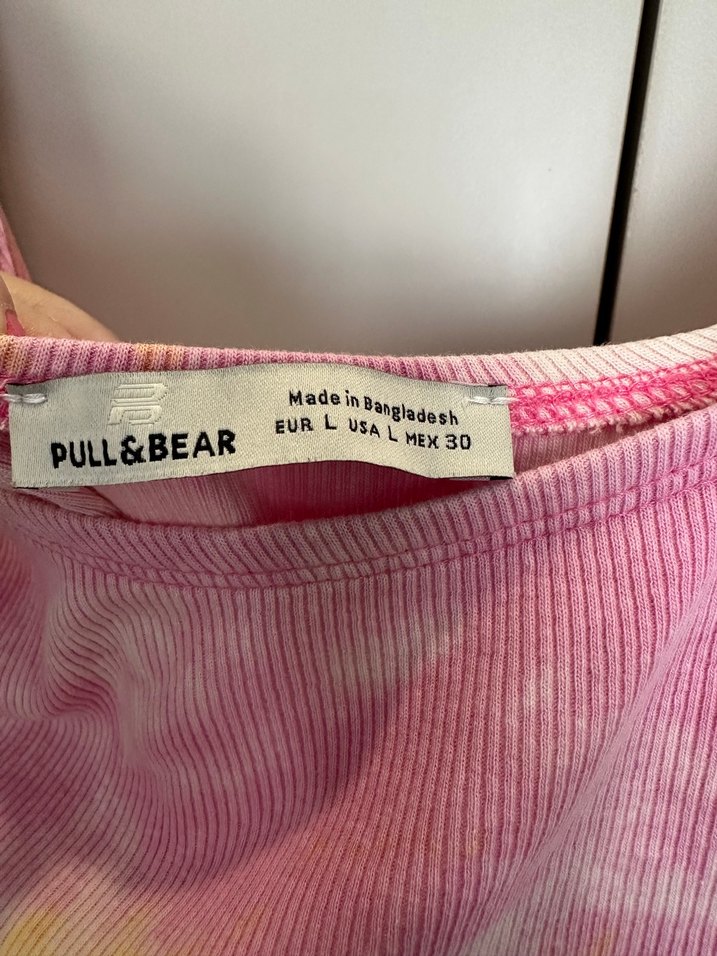 PULL&BEAR
Made in Bangladesh
EUR L USA L MEX 30